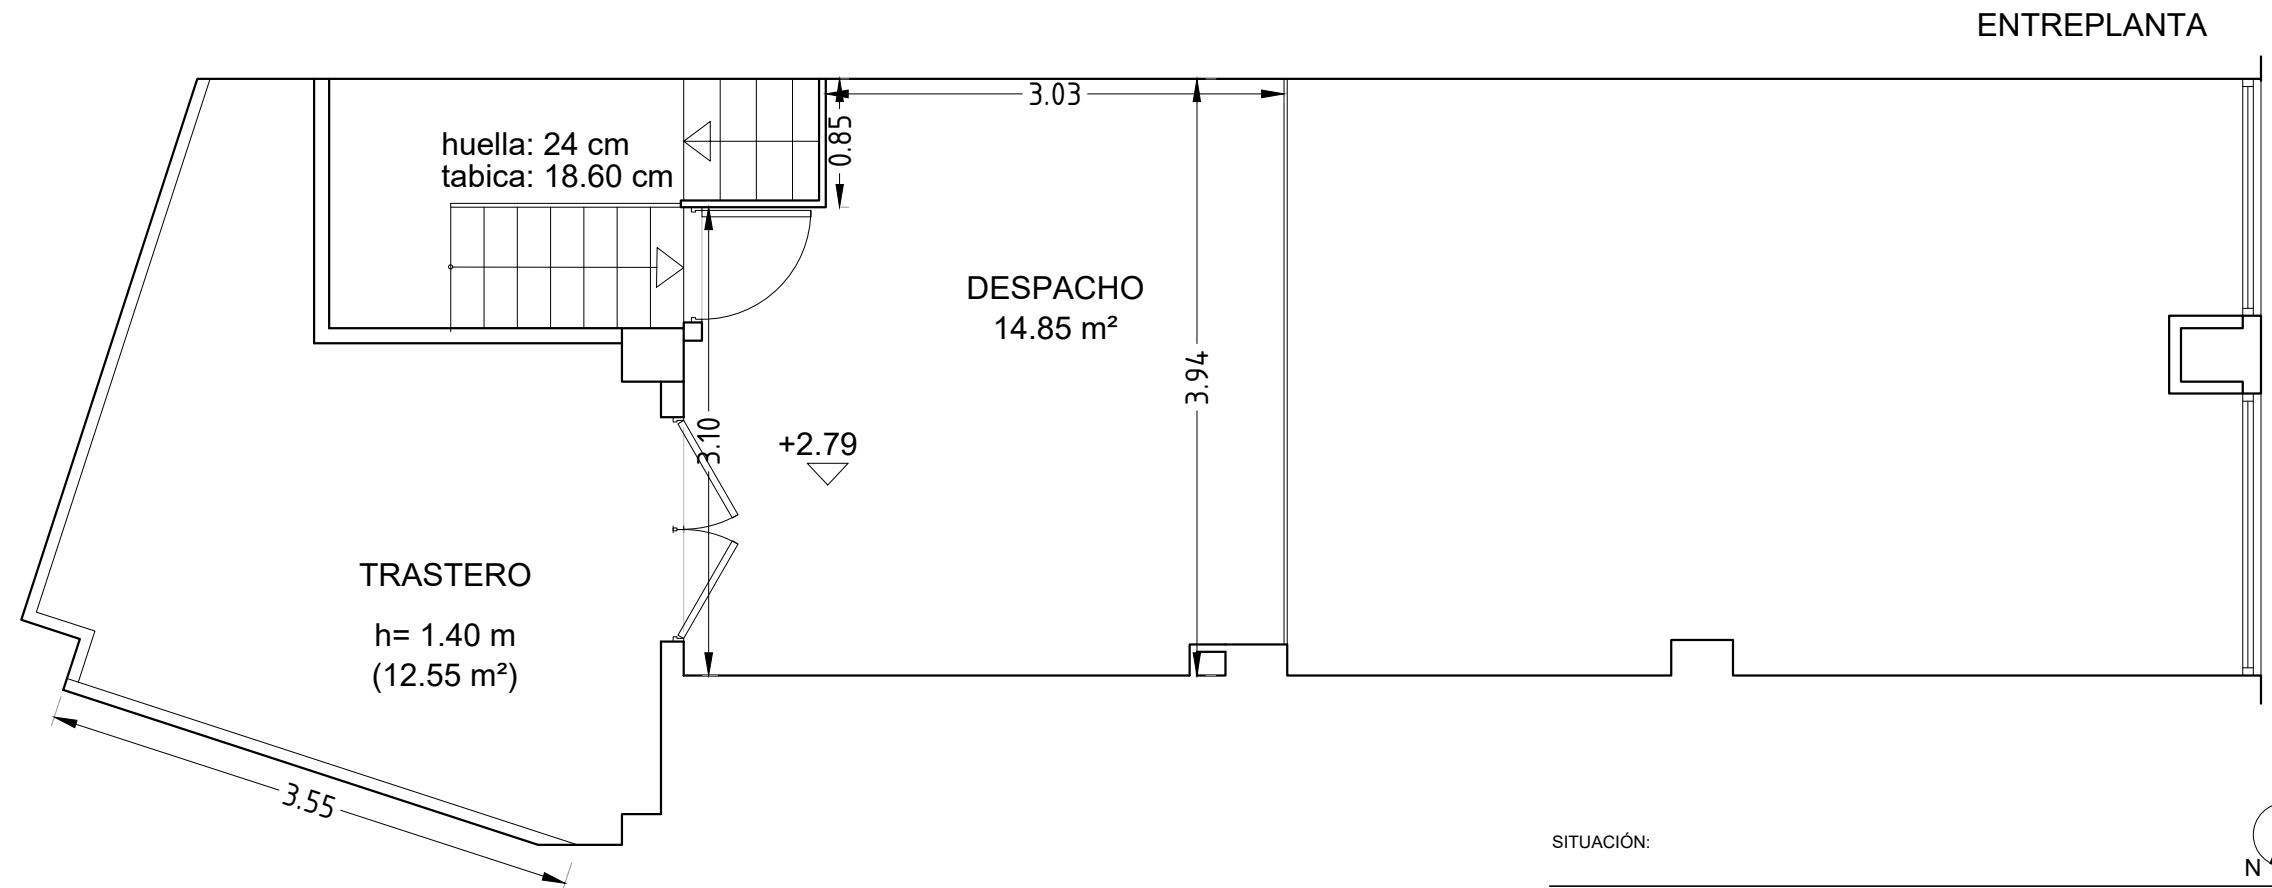 ENTREPLANTA
3.03
0.85
huella: 24 cm
tabica: 18.60 cm
DESPACHO
14.85 m²
3.94
3.10
+2.79
TRASTERO
h= 1.40 m
(12.55 m²)
3.55
SITUACIÓN:
N